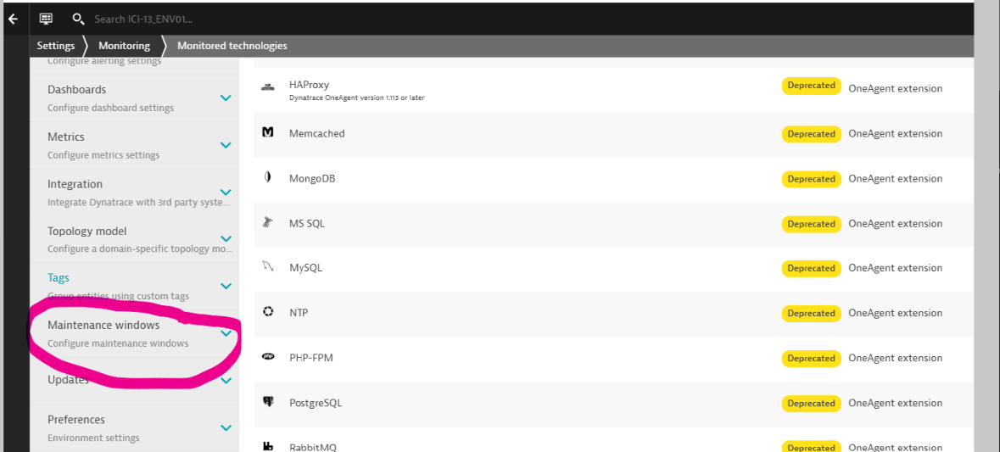 Search ICI-13_ENV01...
Settings Monitoring Monitored technologies
Configure alerting settings
Dashboards
Configure dashboard settings
Metrics
Configure metrics settings
Integration
Integrate Dynatrace with 3rd party syste...
Topology model
Configure a domain-specific topology mo...
Tags
Group entities using custom tags
Maintenance windows
Configure maintenance windows
Updates
Preferences
Environment settings
HAProxy
Dynatrace OneAgent version 1.113 or later
Deprecated OneAgent extension
Memcached Deprecated OneAgent extension
MongoDB Deprecated OneAgent extension
MS SQL Deprecated OneAgent extension
MySQL Deprecated OneAgent extension
NTP Deprecated OneAgent extension
php PHP-FPM Deprecated OneAgent extension
PostgreSQL Deprecated OneAgent extension
RabbitMQ Deprecated OneAgent extension